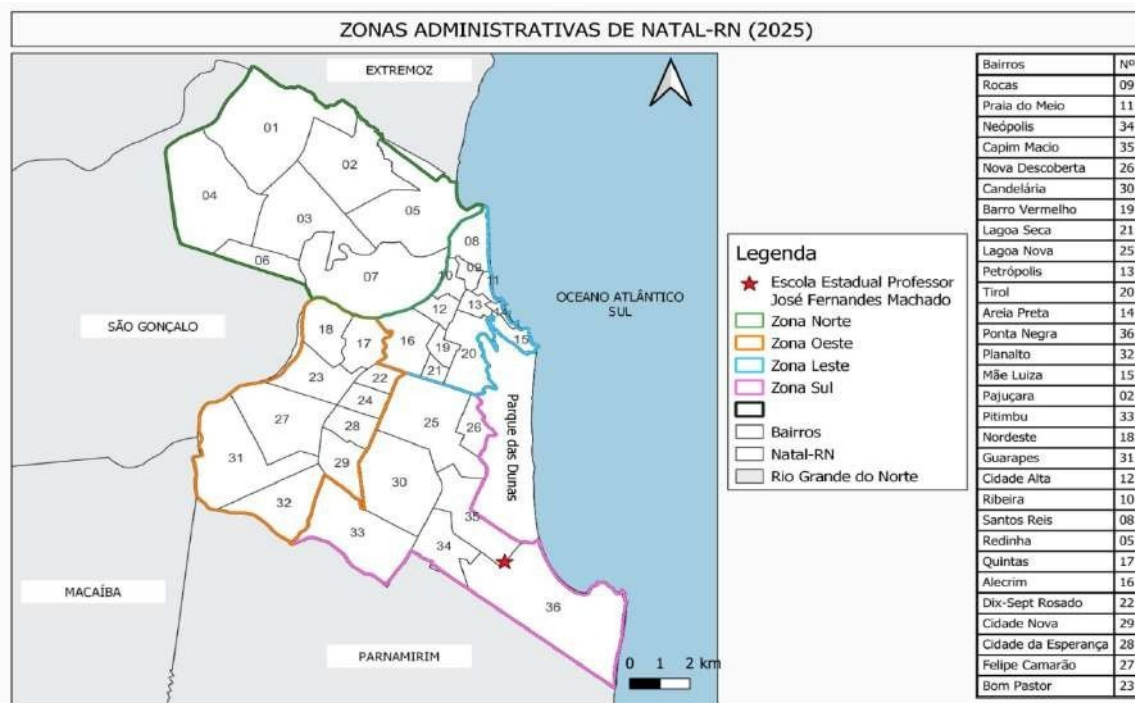 ZONAS ADMINISTRATIVAS DE NATAL-RN (2025)
EXTREMOZ
01
02
04
05
03
06
07
08
09
10
11
12
13
14
15
16
17
18
19
20
21
22
23
24
25
26
27
28
29
30
31
32
33
34
35
36
Parque das Dunas
SÃO GONÇALO
OCEANO ATLÂNTICO
SUL
MACAÍBA
PARNAMIRIM
0 1 2 km
Legenda
Escola Estadual Professor
José Fernandes Machado
Zona Norte
Zona Oeste
Zona Leste
Zona Sul
Bairros
Natal-RN
Rio Grande do Norte
Bairros Nº
Rocas 09
Praia do Meio 11
Neópolis 34
Capim Macio 35
Nova Descoberta 26
Candelária 30
Barro Vermelho 19
Lagoa Seca 21
Lagoa Nova 25
Petrópolis 13
Tirol 20
Areia Preta 14
Ponta Negra 36
Planalto 32
Mãe Luiza 15
Pajuçara 02
Pitimbu 33
Nordeste 18
Guarapes 31
Cidade Alta 12
Ribeira 10
Santos Reis 08
Redinha 05
Quintas 17
Alecrim 16
Dix-Sept Rosado 22
Cidade Nova 29
Cidade da Esperança 28
Felipe Camarão 27
Bom Pastor 23